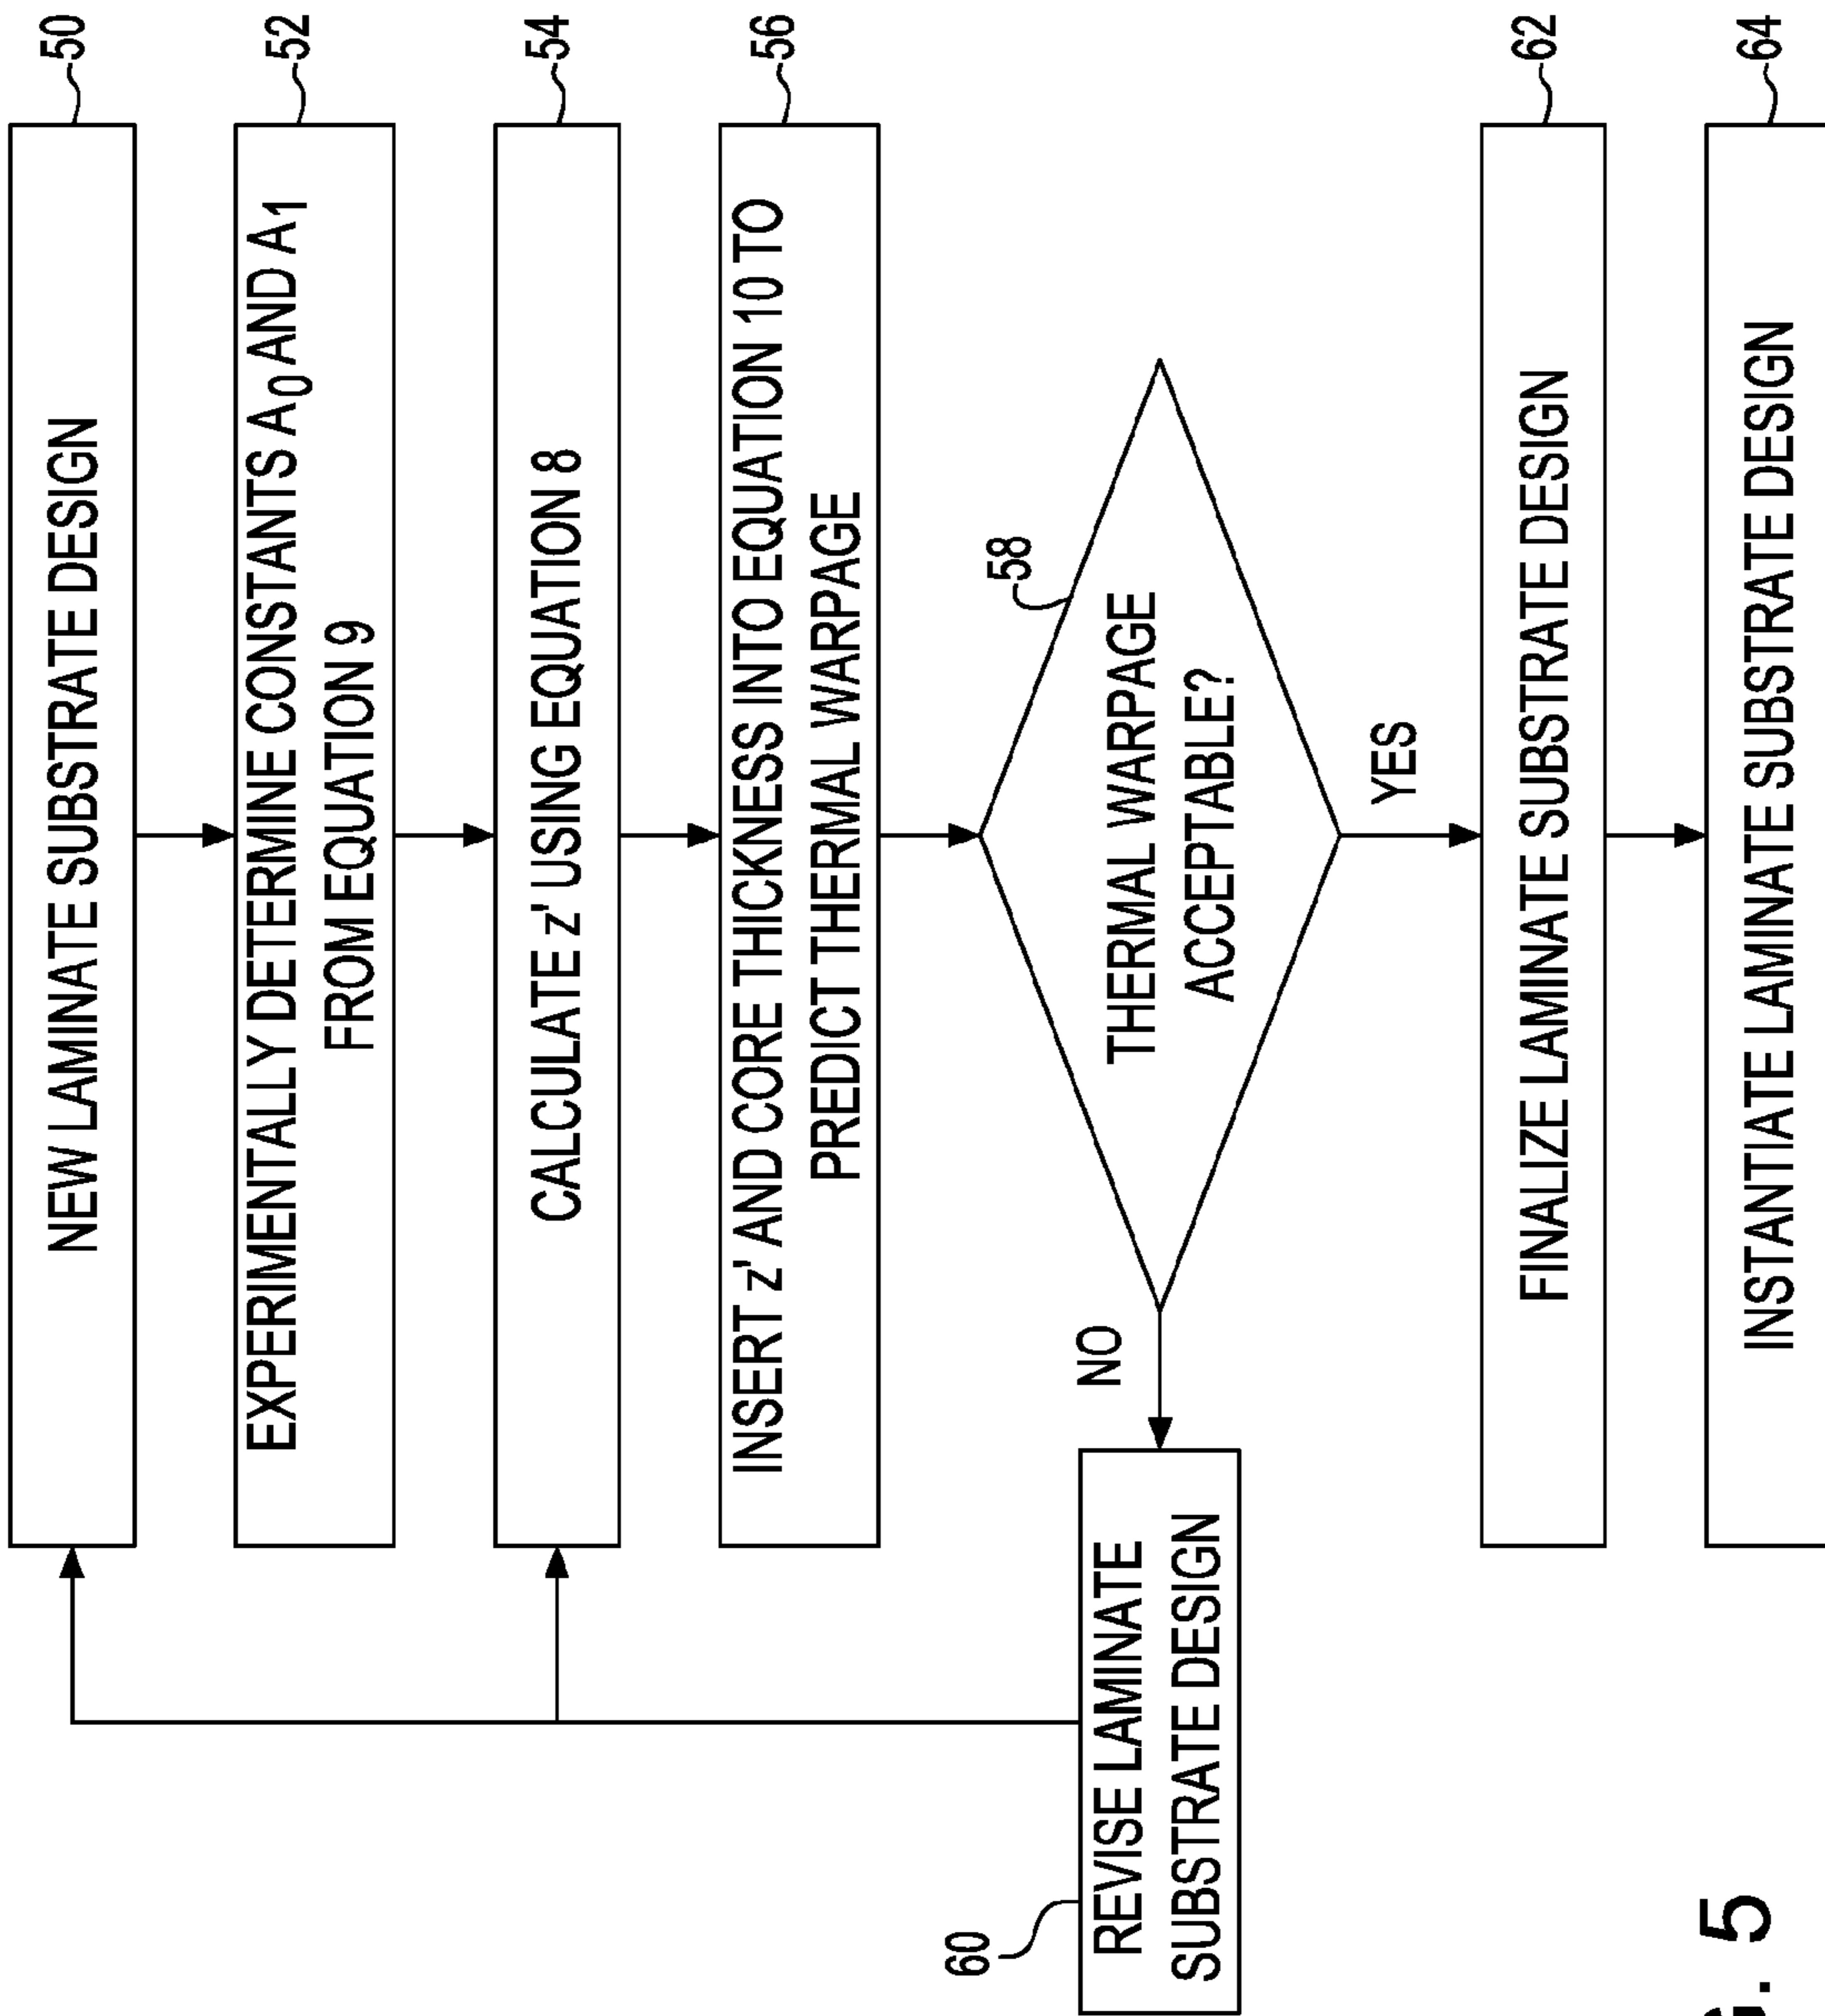 50
NEW LAMINATE SUBSTRATE DESIGN
52
EXPERIMENTALLY DETERMINE CONSTANTS A0 AND A1
FROM EQUATION 9
54
CALCULATE z' USING EQUATION 8
56
INSERT z' AND CORE THICKNESS INTO EQUATION 10 TO
PREDICT THERMAL WARPAGE
58
THERMAL WARPAGE
ACCEPTABLE?
NO
YES
60
REVISE LAMINATE
SUBSTRATE DESIGN
62
FINALIZE LAMINATE SUBSTRATE DESIGN
64
INSTANTIATE LAMINATE SUBSTRATE DESIGN
G. 5